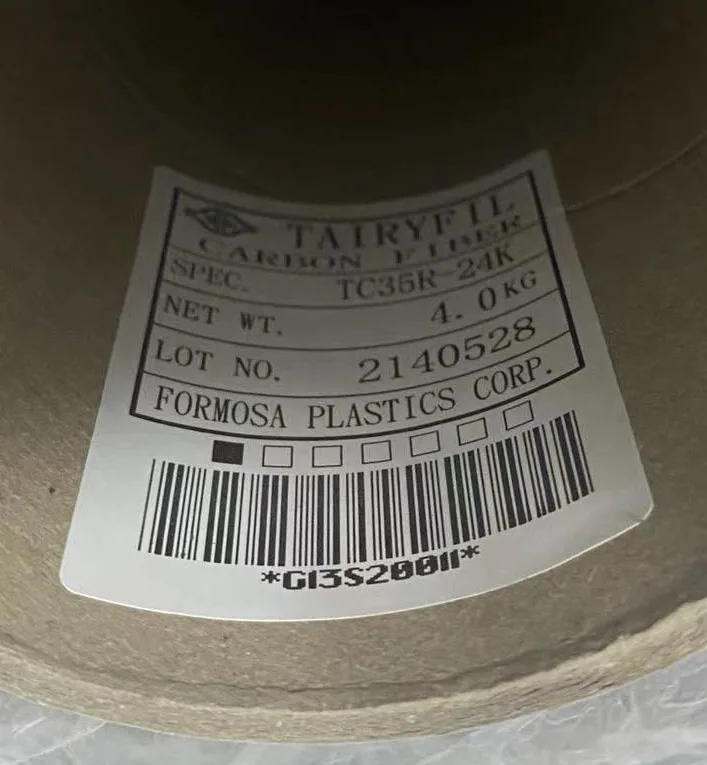 TAIRYFIL
CARBON FIBER
SPEC. TC35R-24K
NET WT. 4.0KG
LOT NO. 2140528
FORMOSA PLASTICS CORP.
*G13S20011*